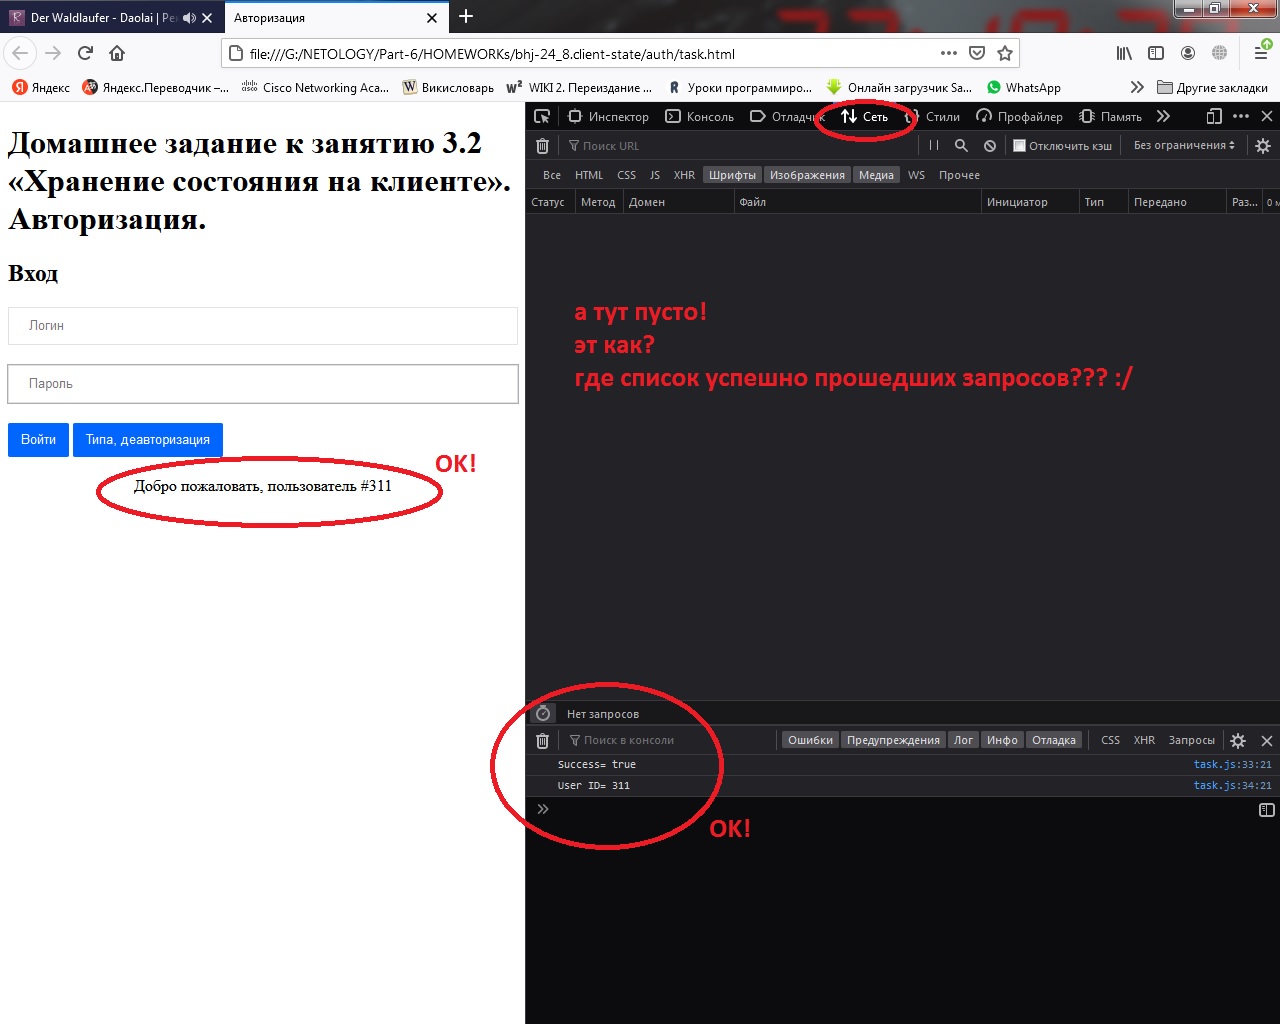 Der Waldlaufer - Daolai | Ре
Авторизация
file:///G:/NETOLOGY/Part-6/HOMEWORKs/bhj-24_8.client-state/auth/task.html
Яндекс
Яндекс.Переводчик –...
Cisco Networking Aca...
Викисловарь
WIKI 2. Переиздание ...
Уроки программиро...
Онлайн загрузчик Sa...
WhatsApp
Другие закладки
Домашнее задание к занятию 3.2
«Хранение состояния на клиенте».
Авторизация.
Вход
Логин
Пароль
Войти
Типа, деавторизация
OK!
Добро пожаловать, пользователь #311
Инспектор
Консоль
Отладчик
Сеть
Стили
Профайлер
Память
Поиск URL
Отключить кэш
Без ограничения
Все HTML CSS JS XHR Шрифты Изображения Медиа WS Прочее
Статус Метод Домен Файл Инициатор Тип Передано Раз... 0 м
а тут пусто!
эт как?
где список успешно прошедших запросов??? :/
Нет запросов
Поиск в консоли
Ошибки Предупреждения Лог Инфо Отладка CSS XHR Запросы
Success= true task.js:33:21
User ID= 311 task.js:34:21
OK!